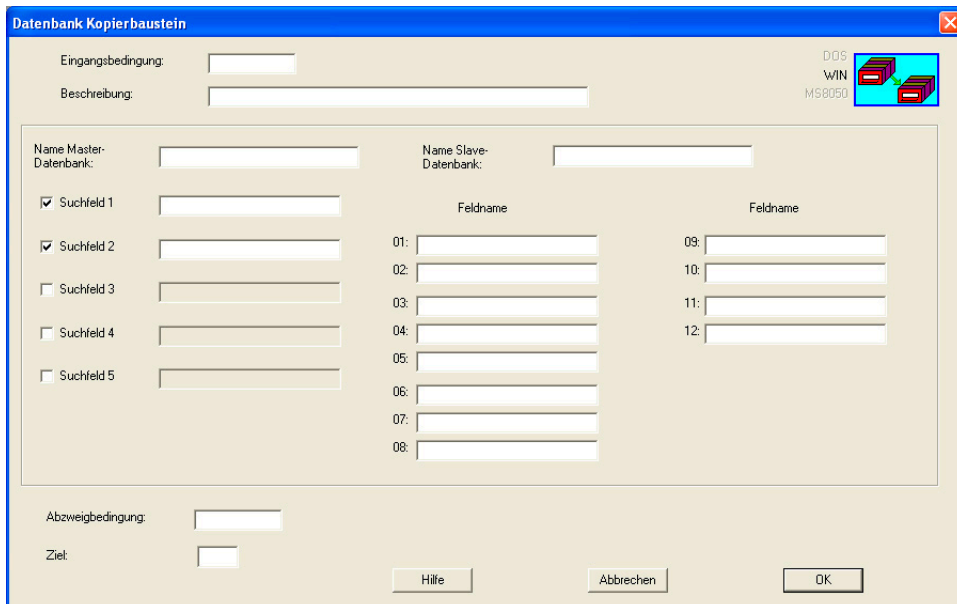 Datenbank Kopierbaustein
Eingangsbedingung:
DOS
WIN
Beschreibung:
MS8050
Name Master-
Datenbank:
Name Slave-
Datenbank:
Suchfeld 1
Feldname
Feldname
Suchfeld 2
01:
09:
02:
10:
Suchfeld 3
03:
11:
Suchfeld 4
04:
12:
05:
Suchfeld 5
06:
07:
08:
Abzweigbedingung:
Ziel:
Hilfe
Abbrechen
OK